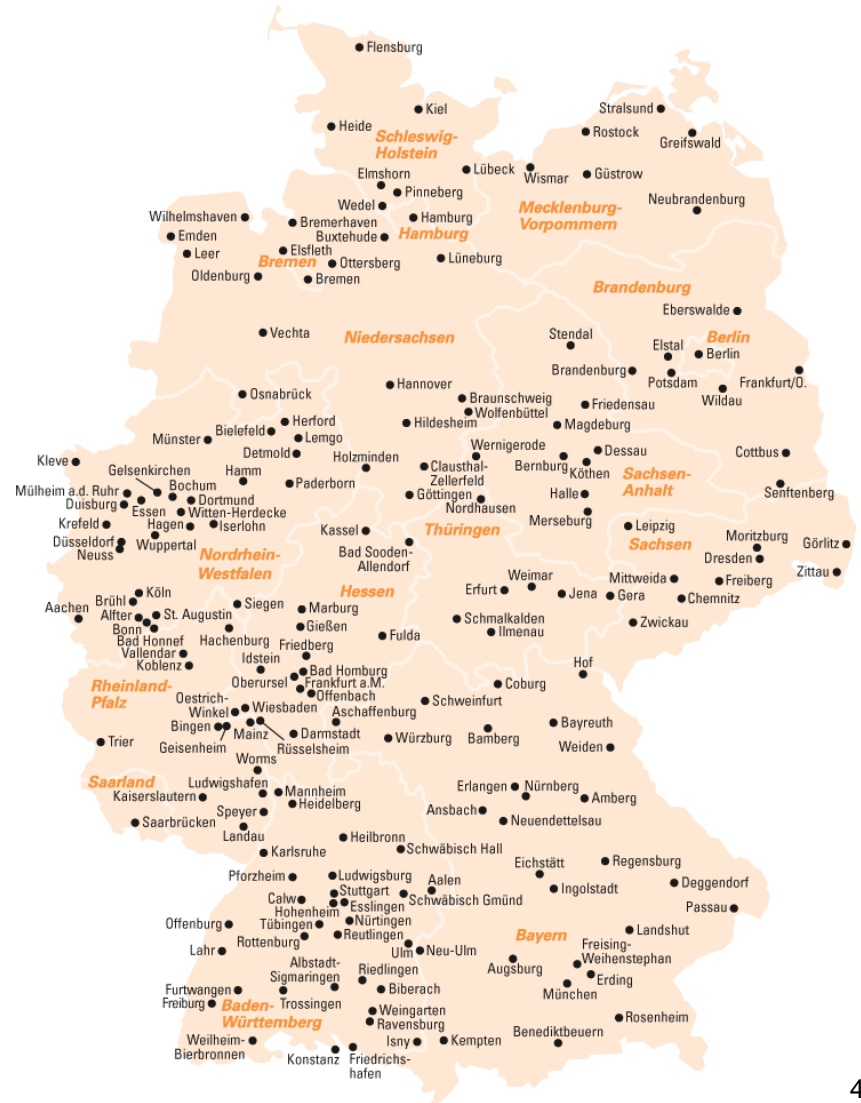 Flensburg
Kiel
Stralsund
Heide
Rostock
Greifswald
Schleswig-
Holstein
Elmshorn
Lübeck
Wismar
Güstrow
Pinneberg
Neubrandenburg
Wedel
Mecklenburg-
Vorpommern
Wilhelmshaven
Bremerhaven
Hamburg
Emden
Buxtehude
Hamburg
Leer
Elsfleth
Bremen
Ottersberg
Lüneburg
Oldenburg
Bremen
Brandenburg
Eberswalde
Vechta
Niedersachsen
Stendal
Berlin
Elstal
Berlin
Brandenburg
Potsdam
Frankfurt/O.
Wildau
Hannover
Osnabrück
Braunschweig
Wolfenbüttel
Friedensau
Herford
Hildesheim
Magdeburg
Bielefeld
Lemgo
Münster
Detmold
Wernigerode
Dessau
Cottbus
Kleve
Holzminden
Bernburg
Köthen
Gelsenkirchen
Hamm
Clausthal-
Zellerfeld
Sachsen-
Anhalt
Bochum
Paderborn
Senftenberg
Mülheim a.d. Ruhr
Dortmund
Göttingen
Halle
Duisburg
Essen
Witten-Herdecke
Nordhausen
Merseburg
Krefeld
Hagen
Iserlohn
Kassel
Thüringen
Leipzig
Düsseldorf
Wuppertal
Moritzburg
Görlitz
Neuss
Nordrhein-
Westfalen
Bad Sooden-
Allendorf
Sachsen
Dresden
Zittau
Hessen
Weimar
Mittweida
Freiberg
Köln
Erfurt
Jena
Gera
Chemnitz
Brühl
Siegen
Marburg
Aachen
Alfter
St. Augustin
Schmalkalden
Zwickau
Bonn
Gießen
Ilmenau
Bad Honnef
Hachenburg
Fulda
Vallendar
Friedberg
Koblenz
Idstein
Hof
Bad Homburg
Oberursel
Frankfurt a.M.
Coburg
Rheinland-
Pfalz
Offenbach
Oestrich-
Winkel
Wiesbaden
Schweinfurt
Aschaffenburg
Bingen
Mainz
Bayreuth
Geisenheim
Rüsselsheim
Darmstadt
Würzburg
Bamberg
Trier
Weiden
Worms
Saarland
Ludwigshafen
Mannheim
Erlangen
Nürnberg
Kaiserslautern
Heidelberg
Amberg
Speyer
Ansbach
Saarbrücken
Neuendettelsau
Landau
Heilbronn
Karlsruhe
Schwäbisch Hall
Regensburg
Eichstätt
Pforzheim
Ludwigsburg
Aalen
Deggendorf
Stuttgart
Ingolstadt
Calw
Schwäbisch Gmünd
Esslingen
Passau
Hohenheim
Offenburg
Tübingen
Nürtingen
Landshut
Rottenburg
Reutlingen
Bayern
Lahr
Ulm
Neu-Ulm
Freising-
Weihenstephan
Albstadt-
Sigmaringen
Riedlingen
Augsburg
Erding
Furtwangen
Trossingen
Biberach
München
Freiburg
Baden-
Württemberg
Weingarten
Ravensburg
Rosenheim
Weilheim-
Bierbronnen
Isny
Kempten
Benediktbeuern
Konstanz
Friedrichs-
hafen
4